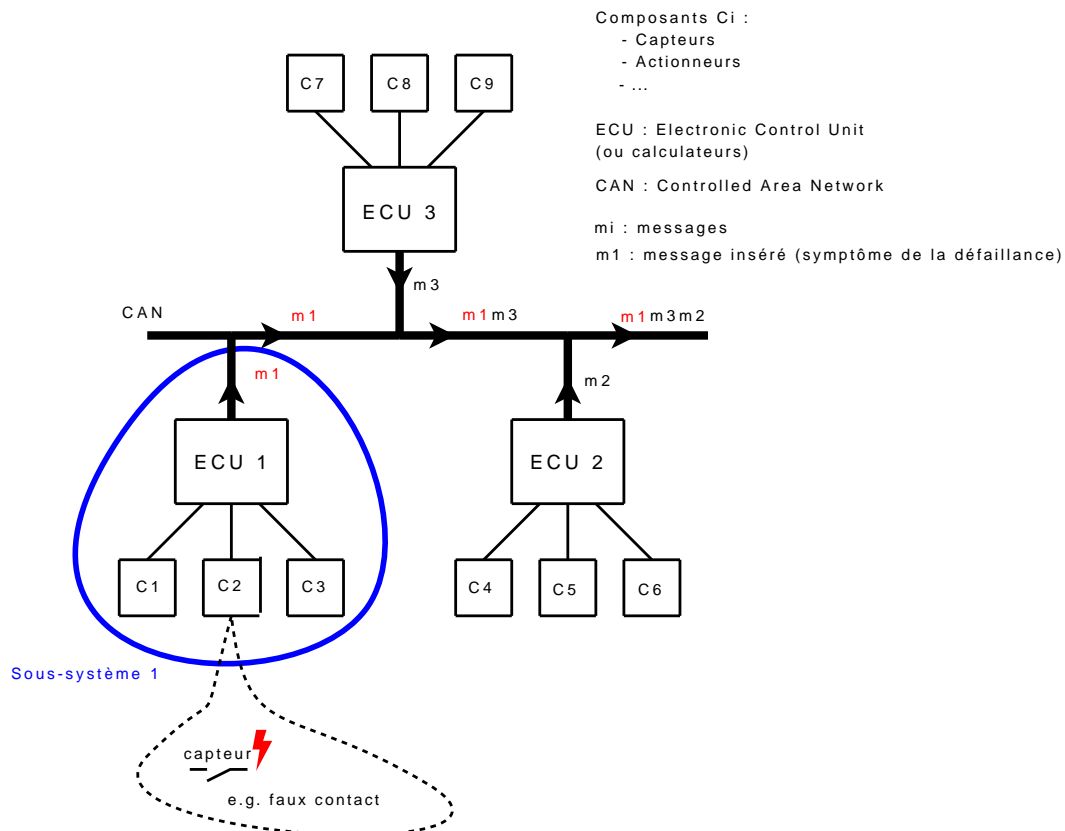 Composants Ci :
- Capteurs
- Actionneurs
- ...
ECU : Electronic Control Unit
(ou calculateurs)
CAN : Controlled Area Network
mi : messages
m1 : message inséré (symptôme de la défaillance)
C7
C8
C9
ECU 3
m3
CAN
m1
m1 m3
m1 m3 m2
m1
m2
ECU 1
ECU 2
C1
C2
C3
C4
C5
C6
Sous-système 1
capteur
e.g. faux contact